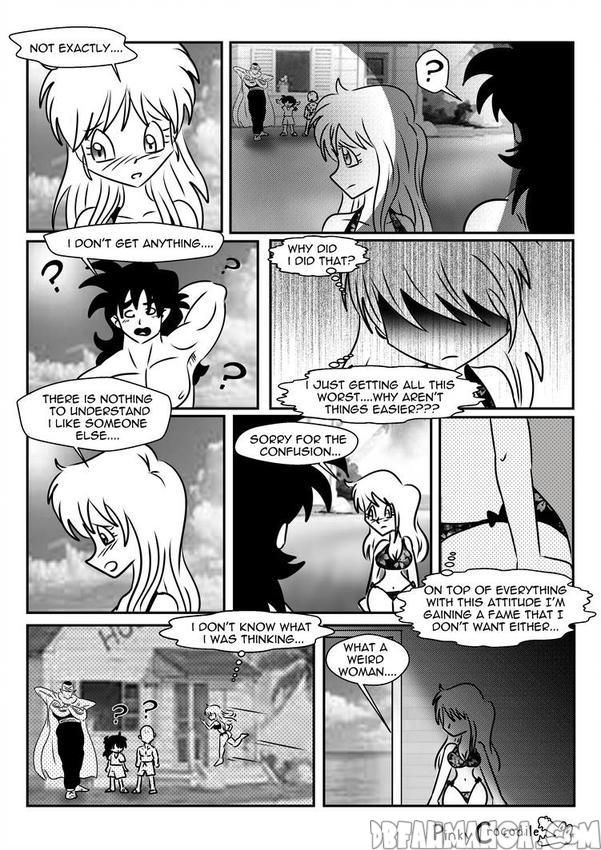 NOT EXACTLY....
?
I DON'T GET ANYTHING....
?
?
?
WHY DID
I DID THAT?
I JUST GETTING ALL THIS
WORST....WHY AREN'T
THINGS EASIER???
THERE IS NOTHING
TO UNDERSTAND
I LIKE SOMEONE
ELSE....
SORRY FOR THE
CONFUSION...
ON TOP OF EVERYTHING
WITH THIS ATTITUDE I'M
GAINING A FAME THAT I
DON'T WANT EITHER...
I DON'T KNOW WHAT
I WAS THINKING...
?
?
WHAT A
WEIRD
WOMAN....
Pinky Crocodile
DBFANMANGA.COM